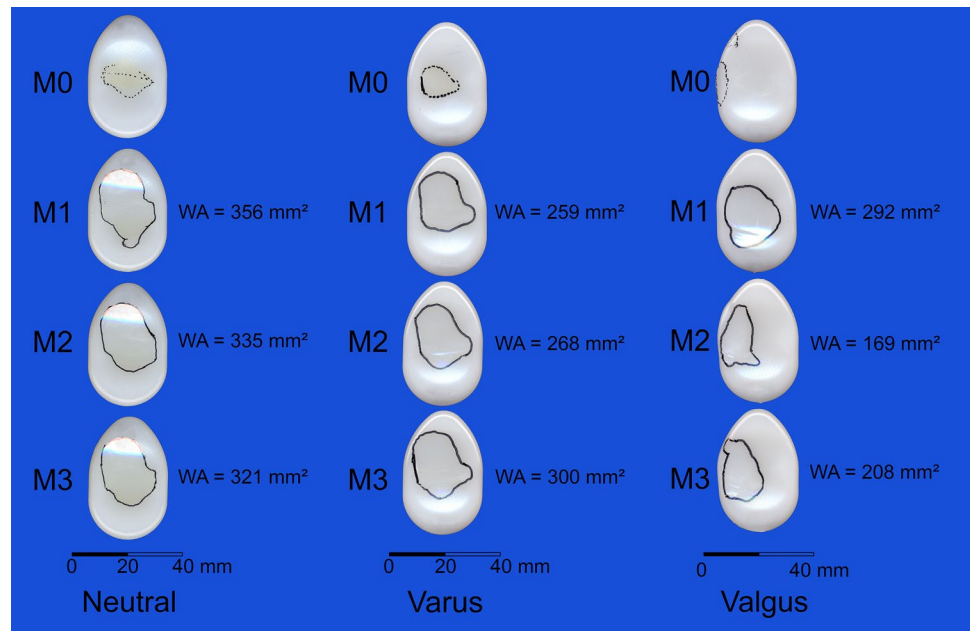 M0 M0 M0
M1 WA = 356 mm² M1 WA = 259 mm² M1 WA = 292 mm²
M2 WA = 335 mm² M2 WA = 268 mm² M2 WA = 169 mm²
M3 WA = 321 mm² M3 WA = 300 mm² M3 WA = 208 mm²
0 20 40 mm 0 20 40 mm 0 40 mm
Neutral Varus Valgus